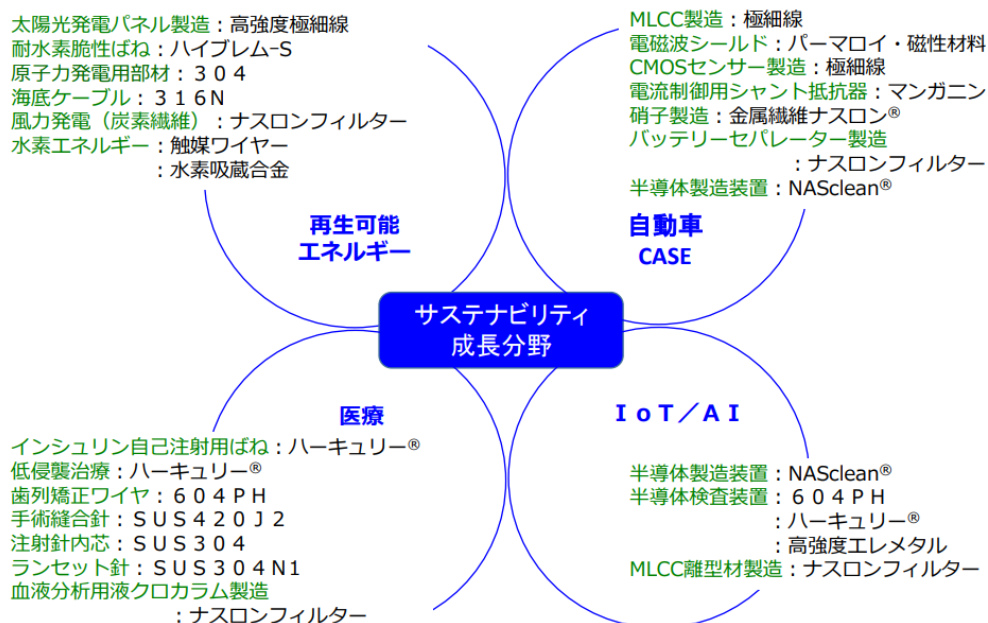 太陽光発電パネル製造：高強度極細線
耐水素脆性ばね：ハイブレム-S
原子力発電用部材：３０４
海底ケーブル：３１６N
風力発電（炭素繊維）：ナスロンフィルター
水素エネルギー：触媒ワイヤー
：水素吸蔵合金
再生可能
エネルギー
MLCC製造：極細線
電磁波シールド：パーマロイ・磁性材料
CMOSセンサー製造：極細線
電流制御用シャント抵抗器：マンガニン
硝子製造：金属繊維ナスロン®
バッテリーセパレーター製造
：ナスロンフィルター
半導体製造装置：NASclean®
自動車
CASE
サステナビリティ
成長分野
医療
インシュリン自己注射用ばね：ハーキュリー®
低侵襲治療：ハーキュリー®
歯列矯正ワイヤ：６０４PH
手術縫合針：ＳＵＳ４２０Ｊ２
注射針内芯：ＳＵＳ３０４
ランセット針：ＳＵＳ３０４N1
血液分析用液クロカラム製造
：ナスロンフィルター
ＩｏＴ／ＡＩ
半導体製造装置：NASclean®
半導体検査装置：６０４PH
：ハーキュリー®
：高強度エレメタル
MLCC離型材製造：ナスロンフィルター